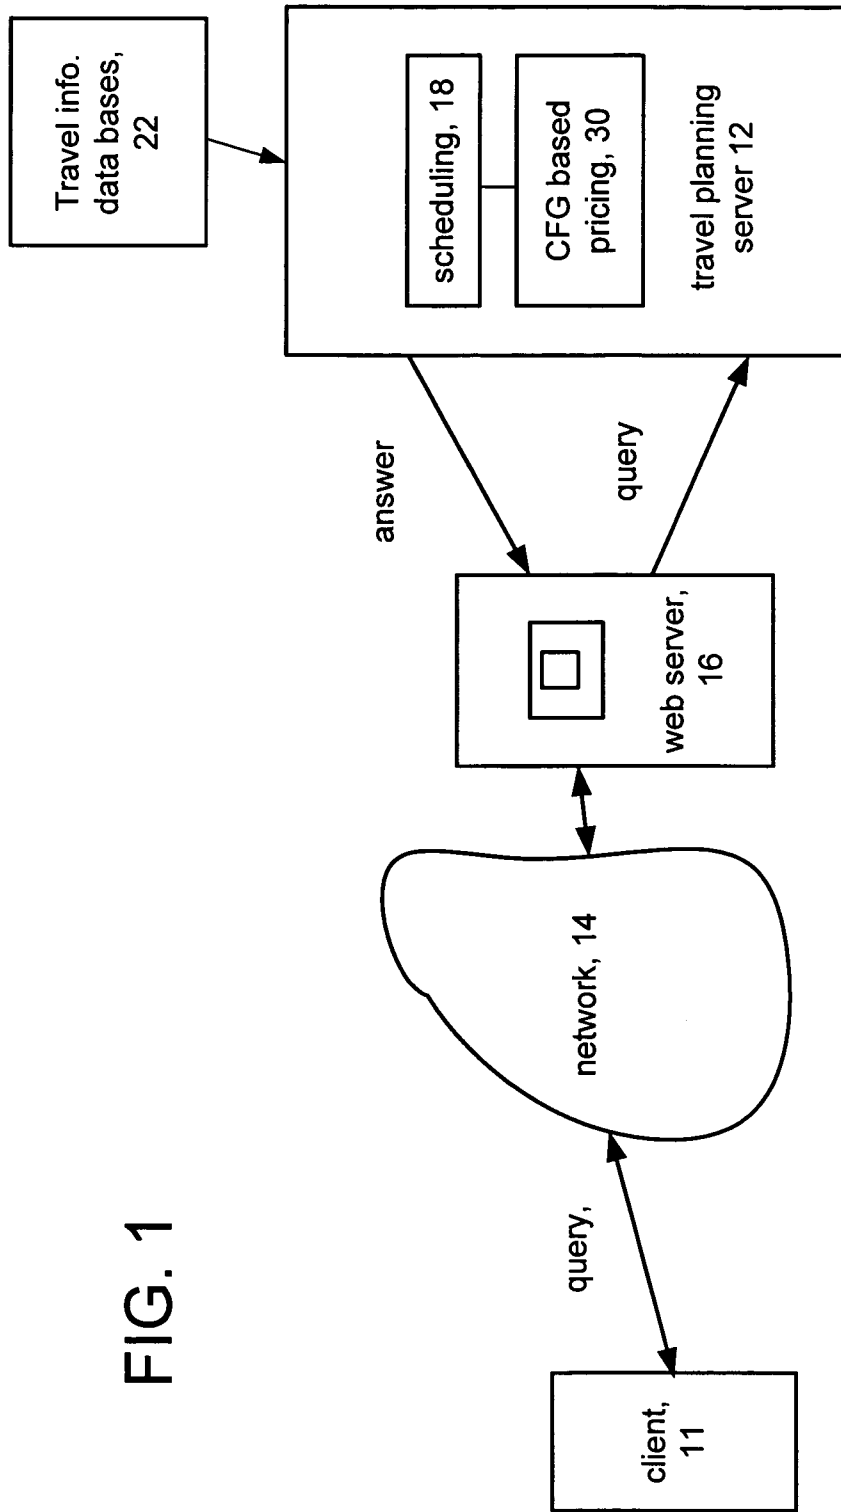 FIG. 1
Travel info.
data bases,
22
scheduling, 18
CFG based
pricing, 30
travel planning
server 12
answer
query
web server,
16
network, 14
query,
client,
11